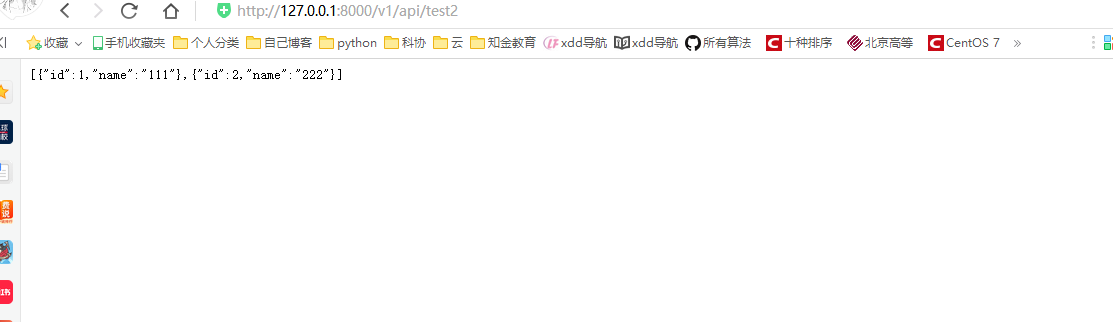 http://127.0.0.1:8000/v1/api/test2
收藏 手机收藏夹 个人分类 自己博客 python 科协 云 知金教育 xdd导航 xdd导航 所有算法 十种排序 北京高等 CentOS 7 »
[{"id":1,"name":"111"},{"id":2,"name":"222"}]